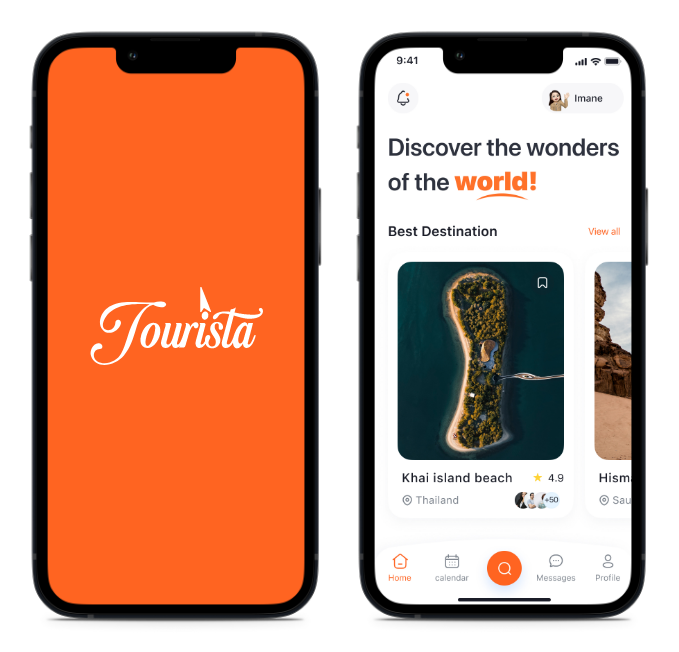 Tourista
9:41
Imane
Discover the wonders
of the world!
Best Destination
View all
Khai island beach
4.9
Thailand
+50
Hisma
Sau
Home
calendar
Messages
Profile